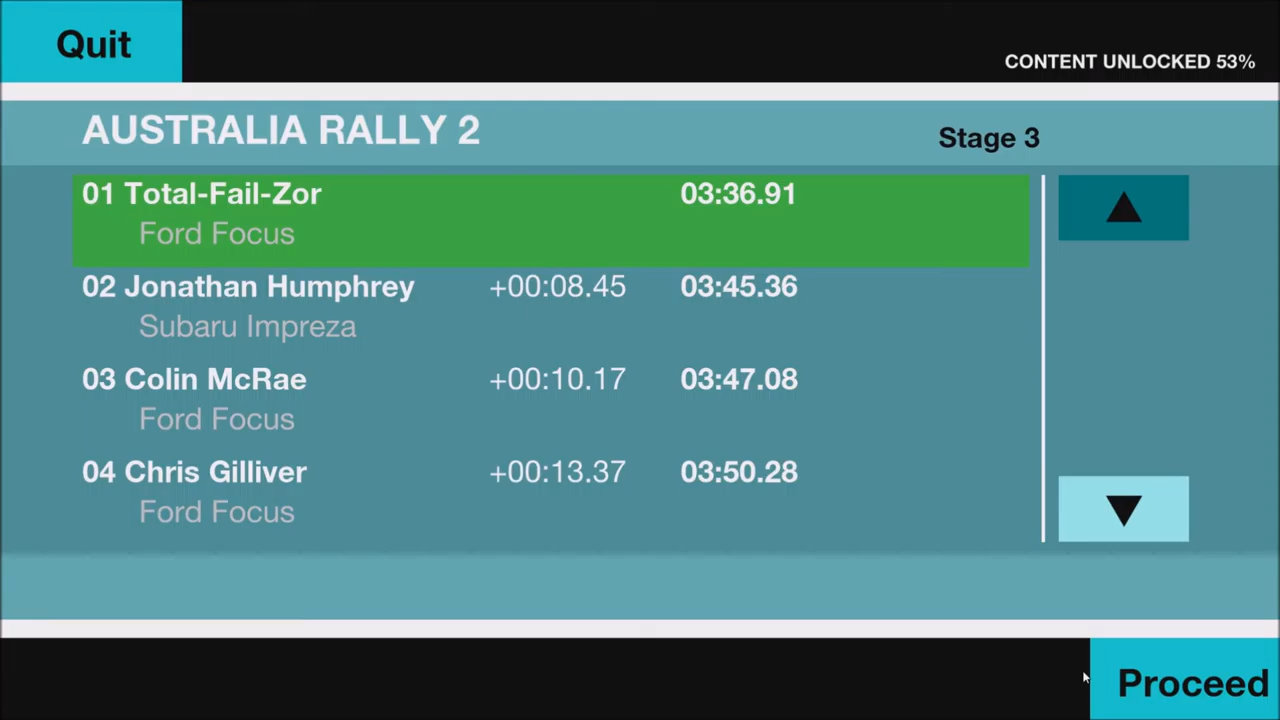 Quit
CONTENT UNLOCKED 53%
AUSTRALIA RALLY 2
Stage 3
01 Total-Fail-Zor 03:36.91
Ford Focus
02 Jonathan Humphrey +00:08.45 03:45.36
Subaru Impreza
03 Colin McRae +00:10.17 03:47.08
Ford Focus
04 Chris Gilliver +00:13.37 03:50.28
Ford Focus
Proceed